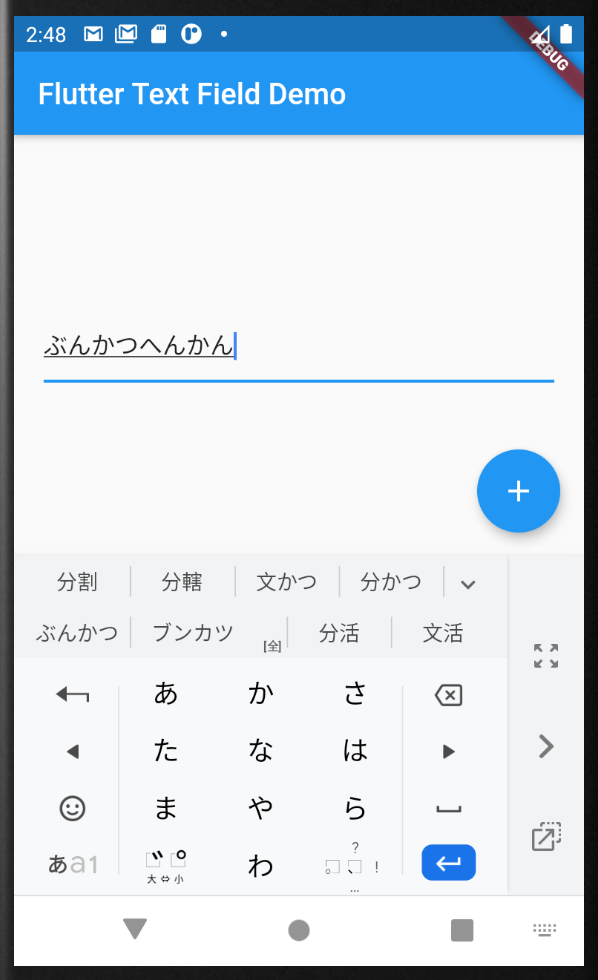 2:48
DEBUG
Flutter Text Field Demo
ぶんかつへんかん
分割 分轄 文かつ 分かつ
ぶんかつ ブンカツ [全] 分活 文活
あ か さ
た な は
ま や ら
あa1 大⇔小 わ 。?、! …